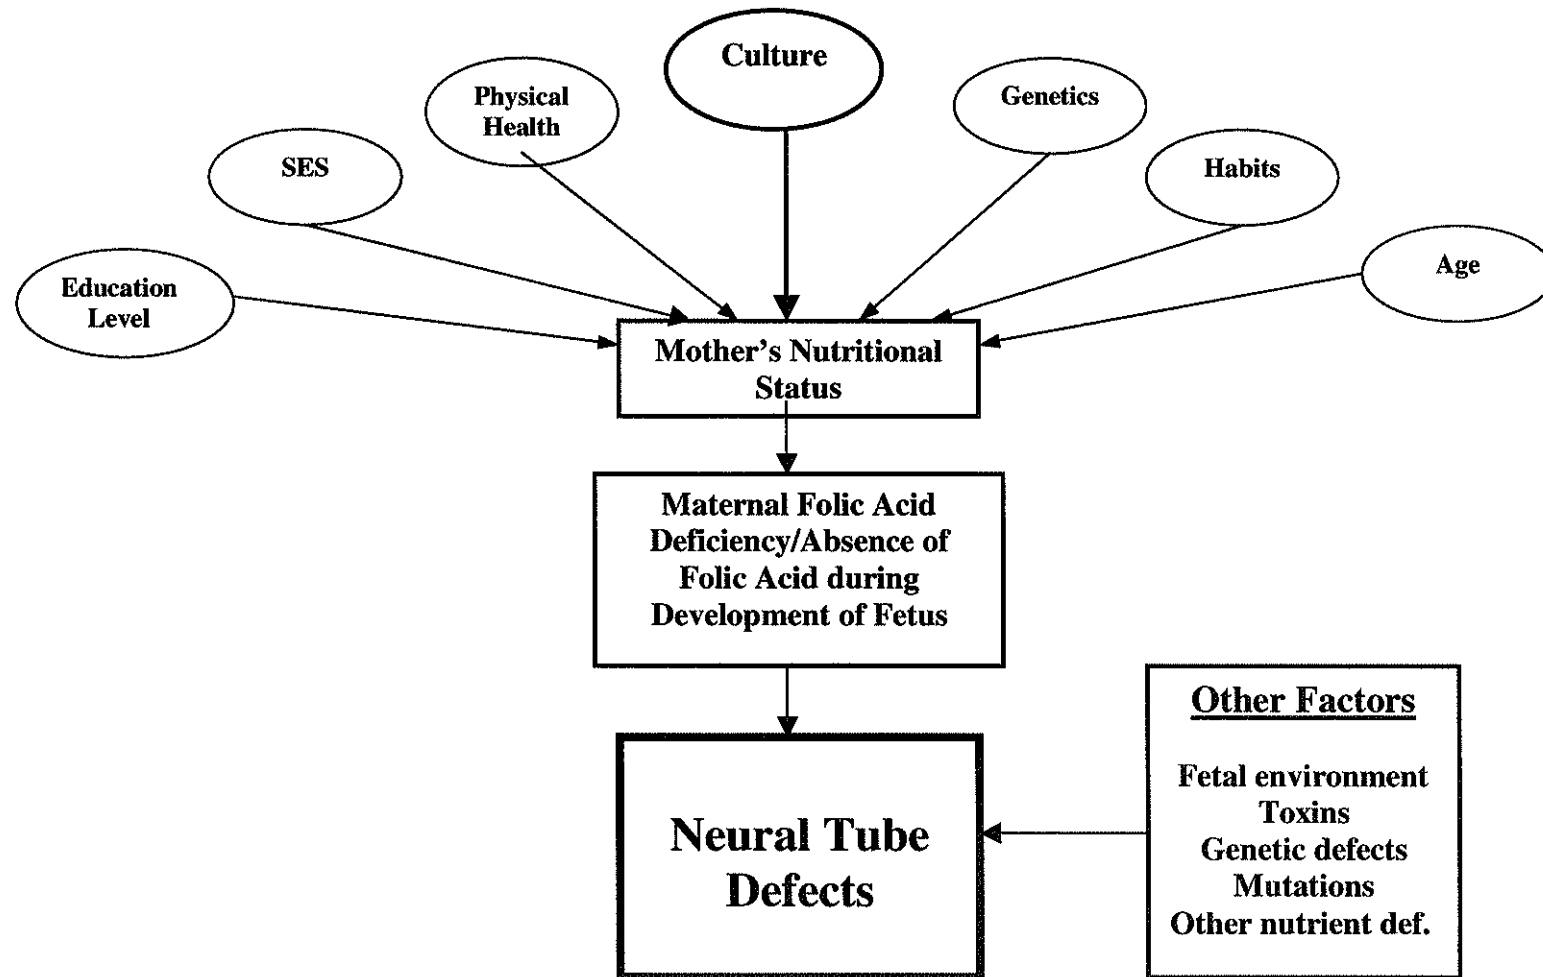 Culture
Physical
Health
Genetics
SES
Habits
Education
Level
Age
Mother's Nutritional
Status
Maternal Folic Acid
Deficiency/Absence of
Folic Acid during
Development of Fetus
Other Factors
Fetal environment
Toxins
Genetic defects
Mutations
Other nutrient def.
Neural Tube
Defects